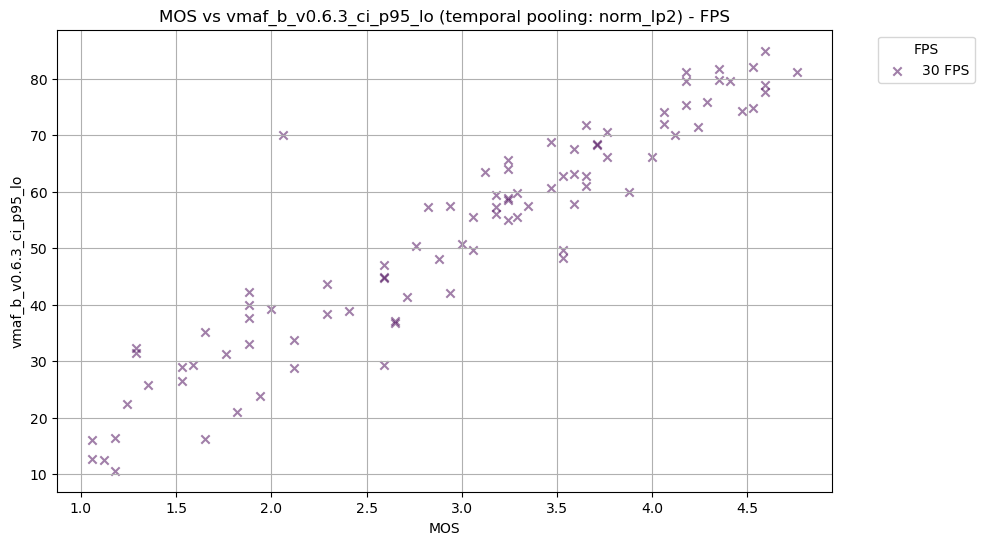 MOS vs vmaf_b_v0.6.3_ci_p95_lo (temporal pooling: norm_lp2) - FPS
FPS
30 FPS
vmaf_b_v0.6.3_ci_p95_lo
80
70
60
50
40
30
20
10
1.0 1.5 2.0 2.5 3.0 3.5 4.0 4.5
MOS